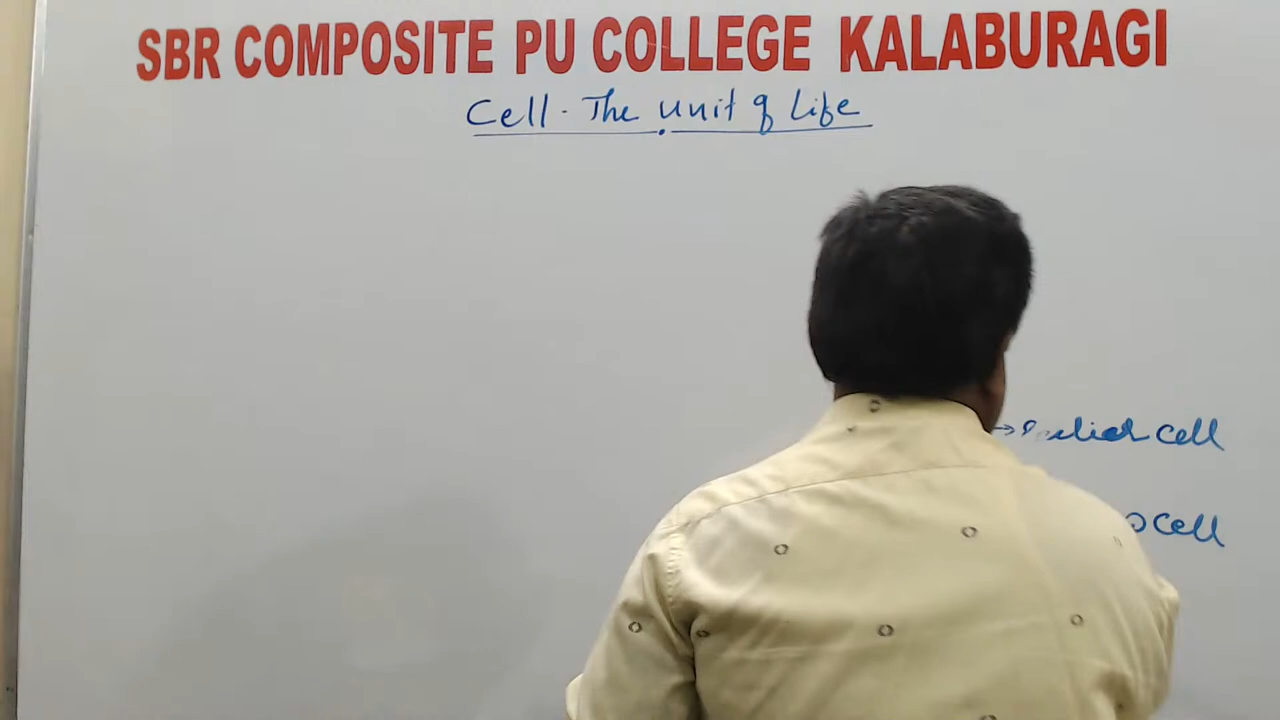 SBR COMPOSITE PU COLLEGE KALABURAGI
Cell - The Unit of Life
→ cell
cell